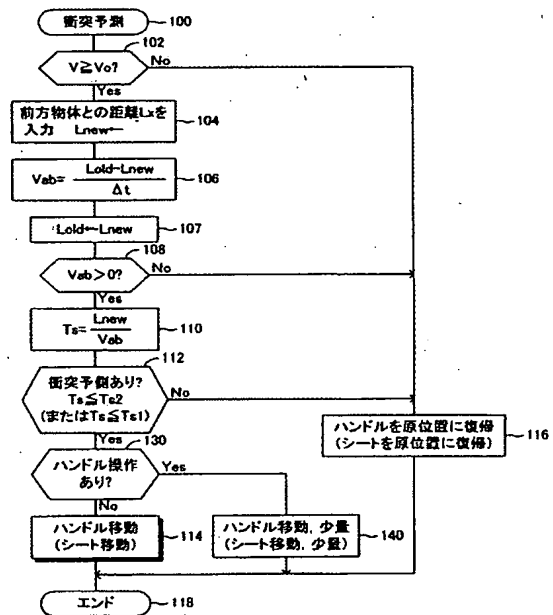 衝突予測
100
102
V≧Vo?
No
Yes
前方物体との距離Lxを
入力 Lnew←
104
Vab= Lold-Lnew
Δt
106
Lold←Lnew
107
108
Vab>0?
No
Yes
Ts= Lnew
Vab
110
112
衝突予測あり?
Ts≦Ts2
(またはTs≦Ts1)
No
Yes
ハンドルを原位置に復帰
(シートを原位置に復帰)
116
130
ハンドル操作
あり?
Yes
No
ハンドル移動
(シート移動)
114
ハンドル移動,少量
(シート移動,少量)
140
エンド
118